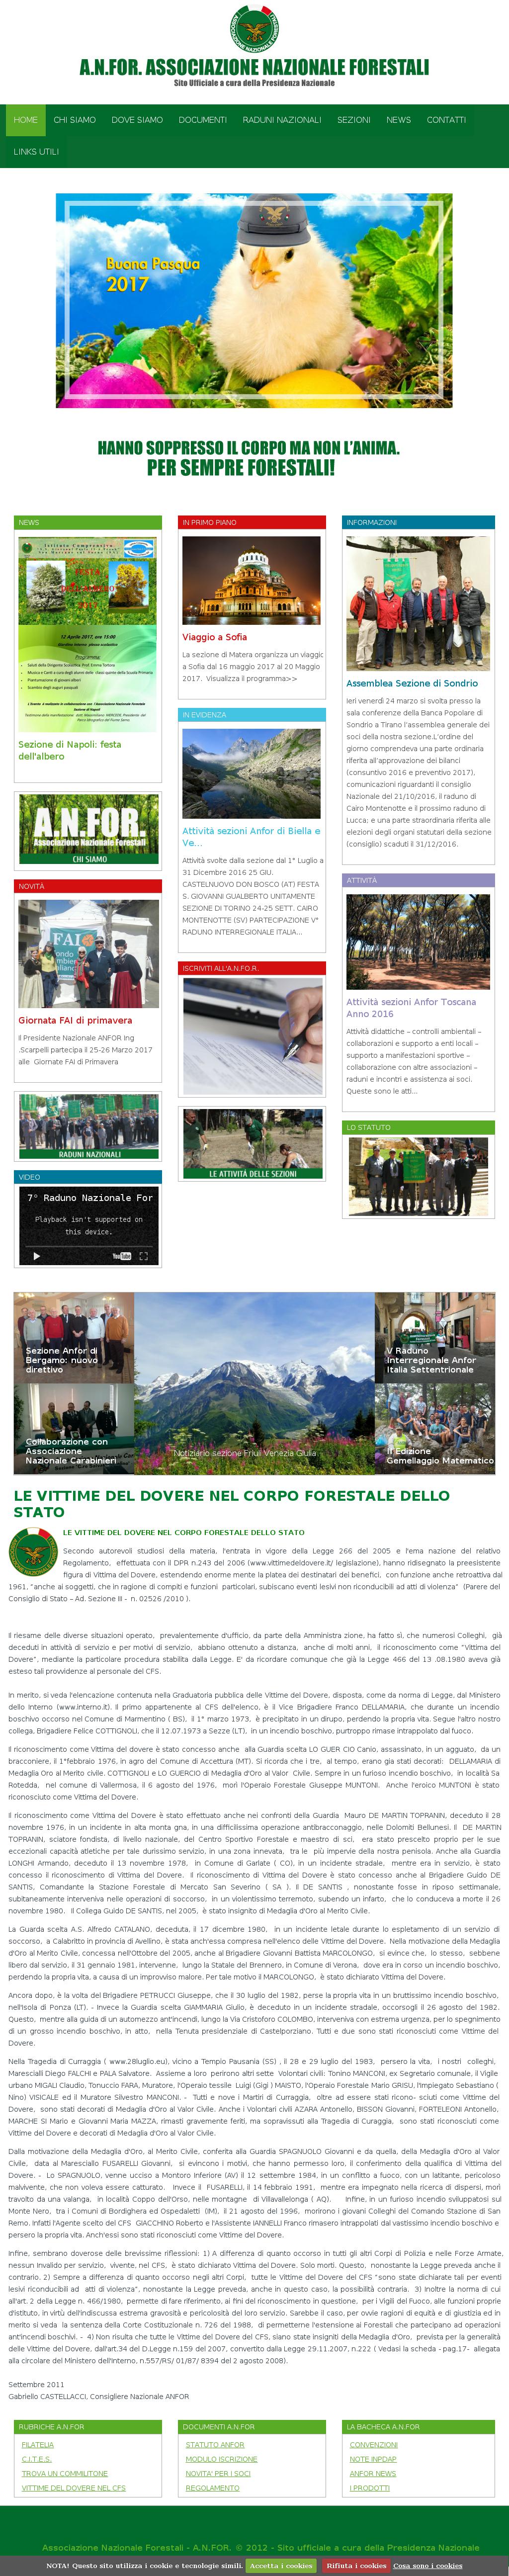 A.N.FOR. ASSOCIAZIONE NAZIONALE FORESTALI
Sito Ufficiale a cura della Presidenza Nazionale
HOME CHI SIAMO DOVE SIAMO DOCUMENTI RADUNI NAZIONALI SEZIONI NEWS CONTATTI
LINKS UTILI
Buona Pasqua
2017
HANNO SOPPRESSO IL CORPO MA NON L'ANIMA.
PER SEMPRE FORESTALI!
NEWS
Sezione di Napoli: festa
dell'albero
A.N.FOR.
Associazione Nazionale Forestali
CHI SIAMO
NOVITÀ
FAI
Giornata FAI di primavera
Il Presidente Nazionale ANFOR Ing
.Scarpelli partecipa il 25-26 Marzo 2017
alle Giornate FAI di Primavera
RADUNI NAZIONALI
VIDEO
7° Raduno Nazionale For
Playback isn't supported on
this device.
YouTube
IN PRIMO PIANO
Viaggio a Sofia
La sezione di Matera organizza un viaggio
a Sofia dal 16 maggio 2017 al 20 Maggio
2017. Visualizza il programma>>
IN EVIDENZA
Attività sezioni Anfor di Biella e
Ve...
Attività svolte dalla sezione dal 1° Luglio a
31 Dicembre 2016 25 GIU.
CASTELNUOVO DON BOSCO (AT) FESTA
S. GIOVANNI GUALBERTO UNITAMENTE
SEZIONE DI TORINO 24-25 SETT. CAIRO
MONTENOTTE (SV) PARTECIPAZIONE V°
RADUNO INTERREGIONALE ITALIA...
ISCRIVITI ALL'A.N.FO.R.
LE ATTIVITÀ DELLE SEZIONI
INFORMAZIONI
Assemblea Sezione di Sondrio
Ieri venerdì 24 marzo si svolta presso la
sala conferenze della Banca Popolare di
Sondrio a Tirano l'assemblea generale dei
soci della nostra sezione.L'ordine del
giorno comprendeva una parte ordinaria
riferita all'approvazione dei bilanci
(consuntivo 2016 e preventivo 2017),
comunicazioni riguardanti il consiglio
Nazionale del 21/10/2016, il raduno di
Cairo Montenotte e il prossimo raduno di
Lucca; e una parte straordinaria riferita alle
elezioni degli organi statutari della sezione
(consiglio) scaduti il 31/12/2016.
ATTIVITÀ
Attività sezioni Anfor Toscana
Anno 2016
Attività didattiche – controlli ambientali –
collaborazioni e supporto a enti locali –
supporto a manifestazioni sportive –
collaborazione con altre associazioni –
raduni e incontri e assistenza ai soci.
Queste sono le atti...
LO STATUTO
Sezione Anfor di
Bergamo: nuovo
direttivo
Collaborazione con
Associazione
Nazionale Carabinieri
Notiziario sezione Friuli Venezia Giulia
V Raduno
Interregionale Anfor
Italia Settentrionale
II Edizione
Gemellaggio Matematico
LE VITTIME DEL DOVERE NEL CORPO FORESTALE DELLO
STATO
LE VITTIME DEL DOVERE NEL CORPO FORESTALE DELLO STATO
Secondo autorevoli studiosi della materia, l'entrata in vigore della Legge 266 del 2005 e l'ema nazione del relativo
Regolamento, effettuata con il DPR n.243 del 2006 (www.vittimedeldovere.it/ legislazione), hanno ridisegnato la preesistente
figura di Vittima del Dovere, estendendo enorme mente la platea dei destinatari dei benefici, con funzione anche retroattiva dal
1961, "anche ai soggetti, che in ragione di compiti e funzioni particolari, subiscano eventi lesivi non riconducibili ad atti di violenza" (Parere del
Consiglio di Stato – Ad. Sezione III - n. 02526 /2010 ).
Il riesame delle diverse situazioni operato, prevalentemente d'ufficio, da parte della Amministra zione, ha fatto sì, che numerosi Colleghi, già
deceduti in attività di servizio e per motivi di servizio, abbiano ottenuto a distanza, anche di molti anni, il riconoscimento come "Vittima del
Dovere", mediante la particolare procedura stabilita dalla Legge. E' da ricordare comunque che già la Legge 466 del 13 .08.1980 aveva già
esteso tali provvidenze al personale del CFS.
In merito, si veda l'elencazione contenuta nella Graduatoria pubblica delle Vittime del Dovere, disposta, come da norma di Legge, dal Ministero
dello Interno (www.interno.it). Il primo appartenente al CFS dell'elenco, è il Vice Brigadiere Franco DELLAMARIA, che durante un incendio
boschivo occorso nel Comune di Marmentino ( BS), il 1° marzo 1973, è precipitato in un dirupo, perdendo la propria vita. Segue l'altro nostro
collega, Brigadiere Felice COTTIGNOLI, che il 12.07.1973 a Sezze (LT), in un incendio boschivo, purtroppo rimase intrappolato dal fuoco.
Il riconoscimento come Vittima del dovere è stato concesso anche alla Guardia scelta LO GUER CIO Canio, assassinato, in un agguato, da un
bracconiere, il 1°febbraio 1976, in agro del Comune di Accettura (MT). Si ricorda che i tre, al tempo, erano gia stati decorati: DELLAMARIA di
Medaglia Oro al Merito civile, COTTIGNOLI e LO GUERCIO di Medaglia d'Oro al Valor Civile. Sempre in un furioso incendio boschivo, in località Sa
Rotedda, nel comune di Vallermosa, il 6 agosto del 1976, morì l'Operaio Forestale Giuseppe MUNTONI. Anche l'eroico MUNTONI è stato
riconosciuto come Vittima del Dovere.
Il riconoscimento come Vittima del Dovere è stato effettuato anche nei confronti della Guardia Mauro DE MARTIN TOPRANIN, deceduto il 28
novembre 1976, in un incidente in alta monta gna, in una difficilissima operazione antibracconaggio, nelle Dolomiti Bellunesi. Il DE MARTIN
TOPRANIN, sciatore fondista, di livello nazionale, del Centro Sportivo Forestale e maestro di sci, era stato prescelto proprio per le sue
eccezionali capacità atletiche per tale durissimo servizio, in una zona innevata, tra le più impervie della nostra penisola. Anche alla Guardia
LONGHI Armando, deceduto il 13 novembre 1978, in Comune di Garlate ( CO), in un incidente stradale, mentre era in servizio, è stato
concesso il riconoscimento di Vittima del Dovere. Il riconoscimento di Vittima del Dovere è stato concesso anche al Brigadiere Guido DE
SANTIS, Comandante la Stazione Forestale di Mercato San Severino ( SA ). Il DE SANTIS , nonostante fosse in riposo settimanale,
subitaneamente interveniva nelle operazioni di soccorso, in un violentissimo terremoto, subendo un infarto, che lo conduceva a morte il 26
novembre 1980. Il Collega Guido DE SANTIS, nel 2005, è stato insignito di Medaglia d'Oro al Merito Civile.
La Guarda scelta A.S. Alfredo CATALANO, deceduta, il 17 dicembre 1980, in un incidente letale durante lo espletamento di un servizio di
soccorso, a Calabritto in provincia di Avellino, è stata anch'essa compresa nell'elenco delle Vittime del Dovere. Nella motivazione della Medaglia
d'Oro al Merito Civile, concessa nell'Ottobre del 2005, anche al Brigadiere Giovanni Battista MARCOLONGO, si evince che, lo stesso, sebbene
libero dal servizio, il 31 gennaio 1981, intervenne, lungo la Statale del Brennero, in Comune di Verona, dove era in corso un incendio boschivo,
perdendo la propria vita, a causa di un improvviso malore. Per tale motivo il MARCOLONGO, è stato dichiarato Vittima del Dovere.
Ancora dopo, è la volta del Brigadiere PETRUCCI Giuseppe, che il 30 luglio del 1982, perse la propria vita in un bruttissimo incendio boschivo,
nell'Isola di Ponza (LT). - Invece la Guardia scelta GIAMMARIA Giulio, è deceduto in un incidente stradale, occorsogli il 26 agosto del 1982.
Questo, mentre alla guida di un automezzo antincendi, lungo la Via Cristoforo COLOMBO, interveniva con estrema urgenza, per lo spegnimento
di un grosso incendio boschivo, in atto, nella Tenuta presidenziale di Castelporziano. Tutti e due sono stati riconosciuti come Vittime del
Dovere.
Nella Tragedia di Curraggia ( www.28luglio.eu), vicino a Tempio Pausania (SS) , il 28 e 29 luglio del 1983, persero la vita, i nostri colleghi,
Marescialli Diego FALCHI e PALA Salvatore. Assieme a loro perirono altri sette Volontari civili: Tonino MANCONI, ex Segretario comunale, il Vigile
urbano MIGALI Claudio, Tonuccio FARA, Muratore, l'Operaio tessile Luigi (Gigi ) MAISTO, l'Operaio Forestale Mario GRISU, l'Impiegato Sebastiano (
Nino) VISICALE ed il Muratore Silvestro MANCONI. - Tutti e nove i Martiri di Curraggia, oltre ad essere stati ricono- sciuti come Vittime del
Dovere, sono stati decorati di Medaglia d'Oro al Valor Civile. Anche i Volontari civili AZARA Antonello, BISSON Giovanni, FORTELEONI Antonello,
MARCHE SI Mario e Giovanni Maria MAZZA, rimasti gravemente feriti, ma sopravissuti alla Tragedia di Curaggia, sono stati riconosciuti come
Vittime del Dovere e decorati di Medaglia d'Oro al Valor Civile.
Dalla motivazione della Medaglia d'Oro, al Merito Civile, conferita alla Guardia SPAGNUOLO Giovanni e da quella, della Medaglia d'Oro al Valor
Civile, data al Maresciallo FUSARELLI Giovanni, si evincono i motivi, che hanno permesso loro, il conferimento della qualifica di Vittima del
Dovere. - Lo SPAGNUOLO, venne ucciso a Montoro Inferiore (AV) il 12 settembre 1984, in un conflitto a fuoco, con un latitante, pericoloso
malvivente, che non voleva essere catturato. Invece il FUSARELLI, il 14 febbraio 1991, mentre era impegnato nella ricerca di dispersi, morì
travolto da una valanga, in località Coppo dell'Orso, nelle montagne di Villavallelonga ( AQ). Infine, in un furioso incendio sviluppatosi sul
Monte Nero, tra i Comuni di Bordighera ed Ospedaletti (IM), il 21 agosto del 1996, morirono i giovani Colleghi del Comando Stazione di San
Remo. Infatti l'Agente scelto del CFS GIACCHINO Roberto e l'Assistente IANNELLI Franco rimasero intrappolati dal vastissimo incendio boschivo e
persero la propria vita. Anch'essi sono stati riconosciuti come Vittime del Dovere.
Infine, sembrano doverose delle brevissime riflessioni: 1) A differenza di quanto occorso in tutti gli altri Corpi di Polizia e nelle Forze Armate,
nessun Invalido per servizio, vivente, nel CFS, è stato dichiarato Vittima del Dovere. Solo morti. Questo, nonostante la Legge preveda anche il
contrario. 2) Sempre a differenza di quanto occorso negli altri Corpi, tutte le Vittime del Dovere del CFS "sono state dichiarate tali per eventi
lesivi riconducibili ad atti di violenza", nonostante la Legge preveda, anche in questo caso, la possibilità contraria. 3) Inoltre la norma di cui
all'art. 2 della Legge n. 466/1980, permette di fare riferimento, ai fini del riconoscimento in questione, per i Vigili del Fuoco, alle funzioni proprie
d'istituto, in virtù dell'indiscussa estrema gravosità e pericolosità del loro servizio. Sarebbe il caso, per ovvie ragioni di equità e di giustizia ed in
merito si veda la sentenza della Corte Costituzionale n. 726 del 1988, di permetterne l'estensione ai Forestali che partecipano ad operazioni
ant'incendi boschivi. - 4) Non risulta che tutte le Vittime del Dovere del CFS, siano state insigniti della Medaglia d'Oro, prevista per la generalità
delle Vittime del Dovere, dall'art.34 del D.Legge n.159 del 2007, convertito dalla Legge 29.11.2007, n.222 ( Vedasi la scheda - pag.17- allegate
alla circolare del Ministero dell'Interno, n.557/RS/ 01/87/ 8394 del 2 agosto 2008).
Settembre 2011
Gabriello CASTELLACCI, Consigliere Nazionale ANFOR
RUBRICHE A.N.FOR
FILATELIA
C.I.T.E.S.
TROVA UN COMMILITONE
VITTIME DEL DOVERE NEL CFS
DOCUMENTI A.N.FOR
STATUTO ANFOR
MODULO ISCRIZIONE
NOVITA' PER I SOCI
REGOLAMENTO
LA BACHECA A.N.FOR
CONVENZIONI
NOTE INPDAP
ANFOR NEWS
I PRODOTTI
Associazione Nazionale Forestali - A.N.FOR. © 2012 - Sito ufficiale a cura della Presidenza Nazionale
NOTA! Questo sito utilizza i cookie e tecnologie simili. Accetta i cookies Rifiuta i cookies Cosa sono i cookies